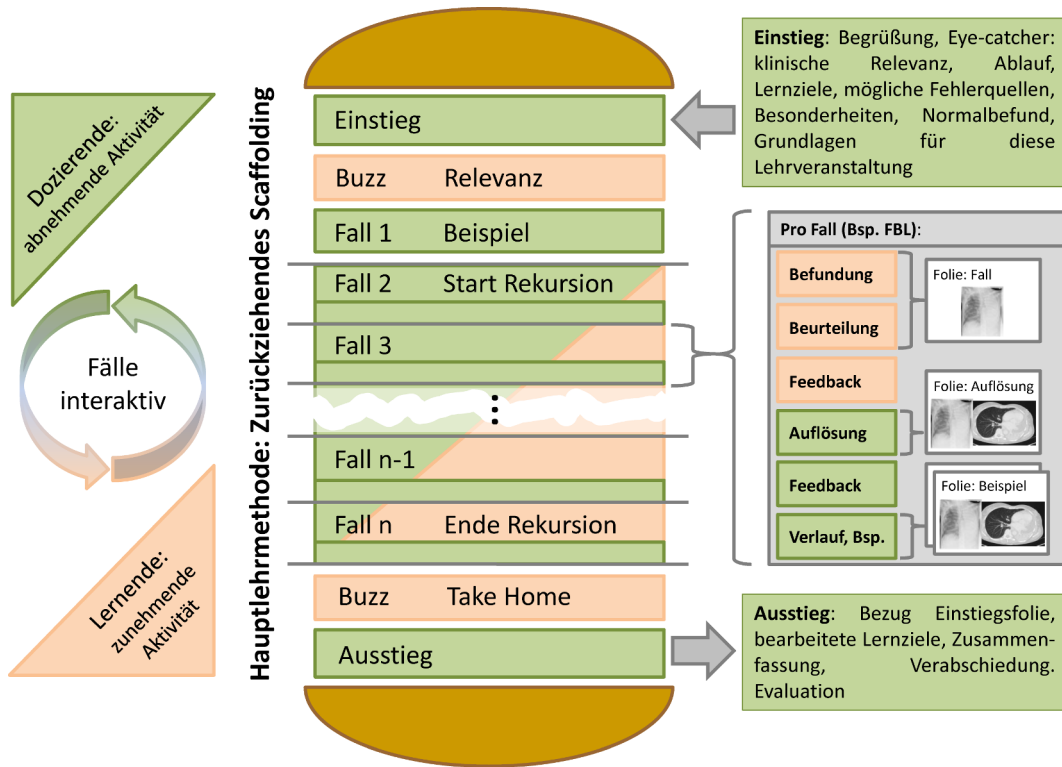 Einstieg: Begrüßung, Eye-catcher:
klinische Relevanz, Ablauf,
Lernziele, mögliche Fehlerquellen,
Besonderheiten, Normalbefund,
Grundlagen für diese
Lehrveranstaltung
Dozierende:
abnehmende Aktivität
Fälle
interaktiv
Lernende:
zunehmende
Aktivität
Hauptlehrmethode: Zurückziehendes Scaffolding
Einstieg
Buzz Relevanz
Fall 1 Beispiel
Fall 2 Start Rekursion
Fall 3
⋮
Fall n-1
Fall n Ende Rekursion
Buzz Take Home
Ausstieg
Pro Fall (Bsp. FBL):
Befundung
Folie: Fall
Beurteilung
Feedback
Folie: Auflösung
Auflösung
Feedback
Folie: Beispiel
Verlauf, Bsp.
Ausstieg: Bezug Einstiegsfolie,
bearbeitete Lernziele, Zusammen-
fassung, Verabschiedung.
Evaluation